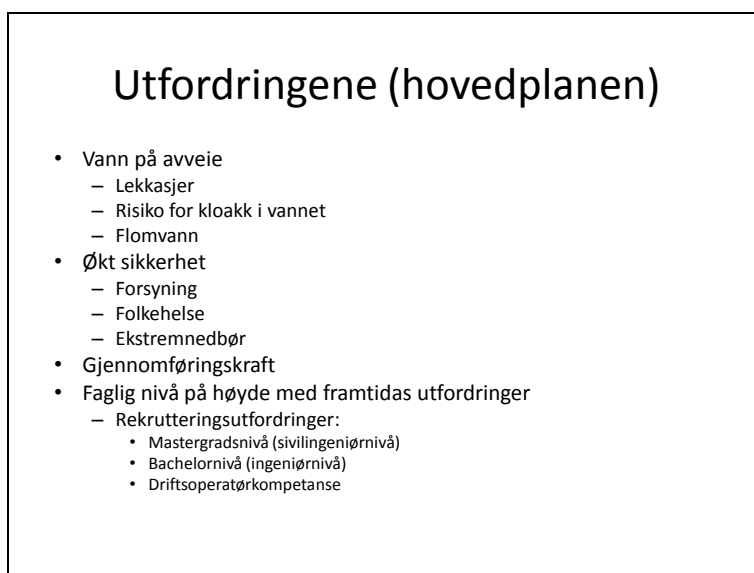 Utfordringene (hovedplanen)
• Vann på avveie
– Lekkasjer
– Risiko for kloakk i vannet
– Flomvann
• Økt sikkerhet
– Forsyning
– Folkehelse
– Ekstremnedbør
• Gjennomføringskraft
• Faglig nivå på høyde med framtidas utfordringer
– Rekrutteringsutfordringer:
• Mastergradsnivå (sivilingeniørnivå)
• Bachelornivå (ingeniørnivå)
• Driftsoperatørkompetanse